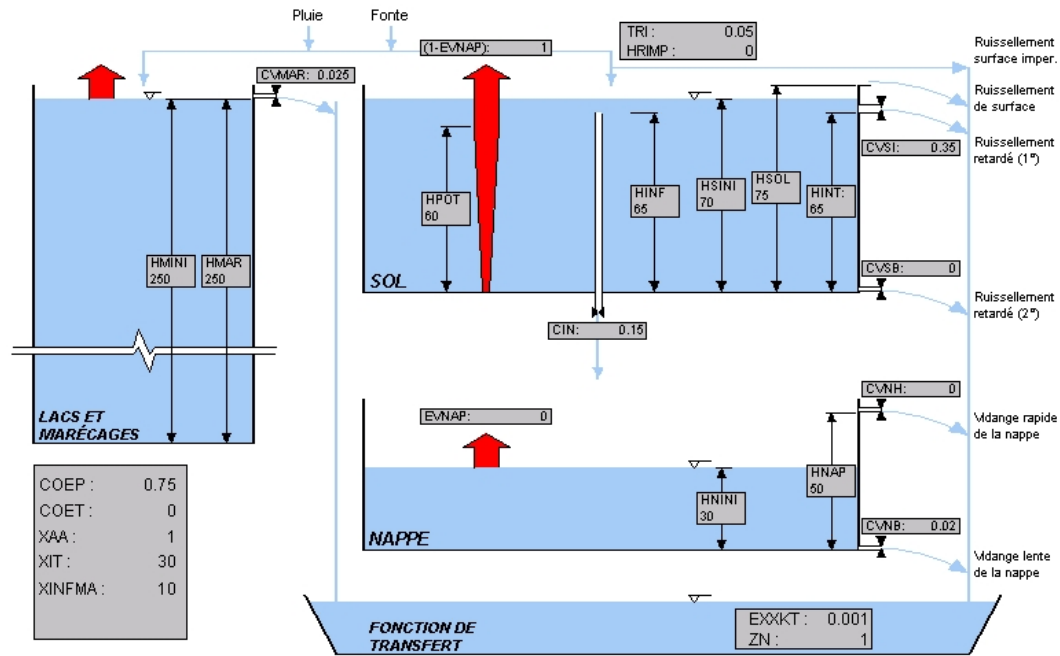 Pluie
Fonte
(1-EVNAP): 1
TRI : 0.05
HRIMP : 0
Ruissellement
surface imper.
CVMAR: 0.025
Ruissellement
de surface
CVSI: 0.35
Ruissellement
retardé (1°)
HPOT
60
HINF
65
HSINI
70
HSOL
75
HINT:
65
HMINI
250
HMAR
250
SOL
CVSB: 0
Ruissellement
retardé (2°)
CIN: 0.15
LACS ET
MARÉCAGES
EVNAP: 0
CVNH: 0
Vidange rapide
de la nappe
HNINI
30
HNAP
50
NAPPE
CVNB: 0.02
Vidange lente
de la nappe
COEP : 0.75
COET : 0
XAA : 1
XIT : 30
XINFMA : 10
FONCTION DE
TRANSFERT
EXXKT : 0.001
ZN : 1